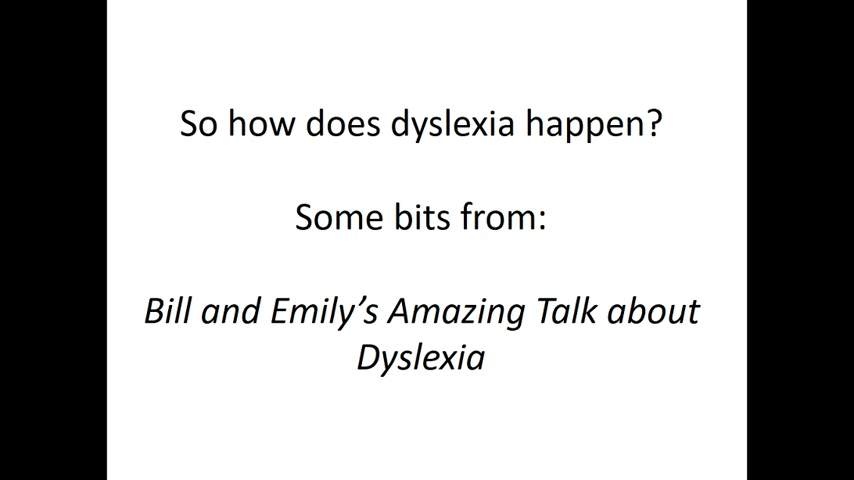 So how does dyslexia happen?
Some bits from:
Bill and Emily’s Amazing Talk about
Dyslexia